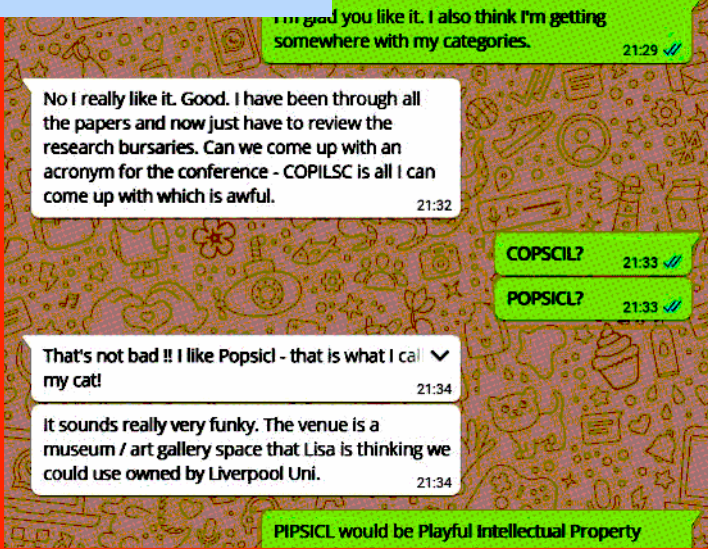 I'm glad you like it. I also think I'm getting
somewhere with my categories.
21:29
No I really like it. Good. I have been through all
the papers and now just have to review the
research bursaries. Can we come up with an
acronym for the conference - COPILSC is all I can
come up with which is awful.
21:32
COPSCIL?
21:33
POPSICL?
21:33
That's not bad !! I like Popsicl - that is what I call
my cat!
21:34
It sounds really very funky. The venue is a
museum / art gallery space that Lisa is thinking we
could use owned by Liverpool Uni.
21:34
PIPSICL would be Playful Intellectual Property